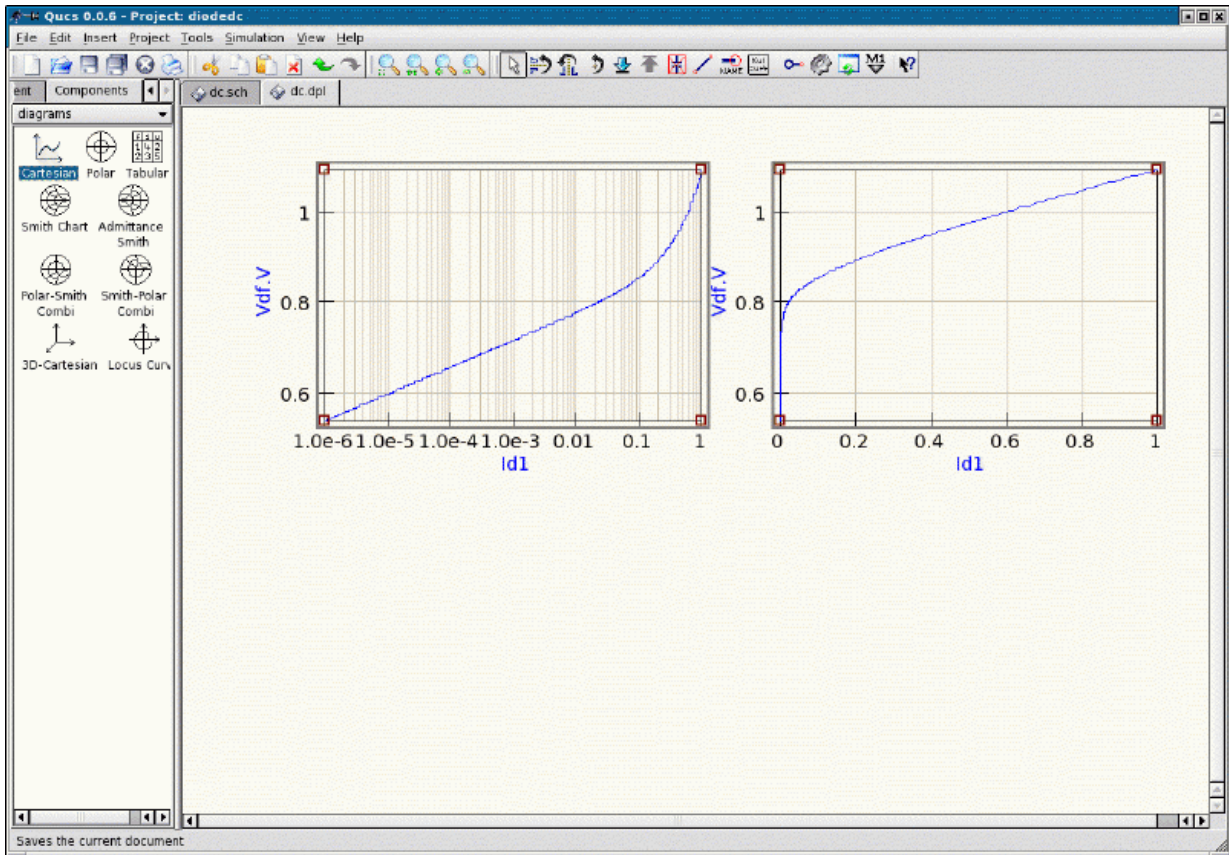 Qucs 0.0.6 - Project: diodedc
File Edit Insert Project Tools Simulation View Help
NAME
ent Components
dc.sch dc.dpl
diagrams
Cartesian Polar Tabular
Smith Chart Admittance Smith
Polar-Smith Combi Smith-Polar Combi
3D-Cartesian Locus Curv
1
0.8
0.6
Vdf.V
1.0e-6 1.0e-5 1.0e-4 1.0e-3 0.01 0.1 1
Id1
1
0.8
0.6
Vdf.V
0 0.2 0.4 0.6 0.8 1
Id1
Saves the current document